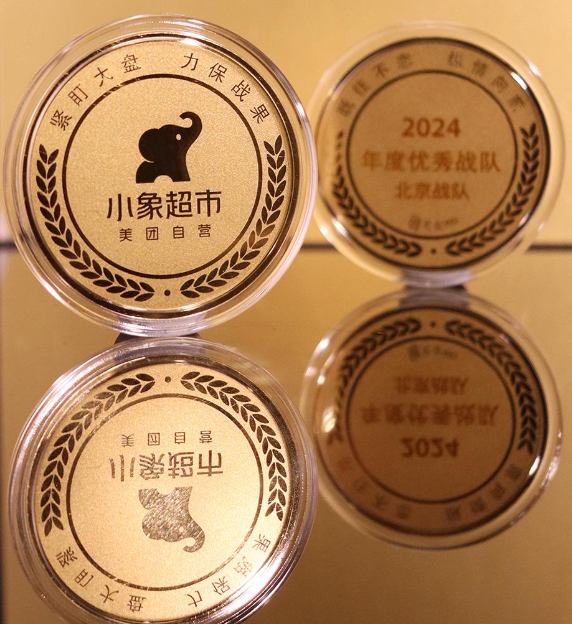 紧盯大盘 力保战果
小象超市
美团自营
2024
年度优秀战队
北京战队